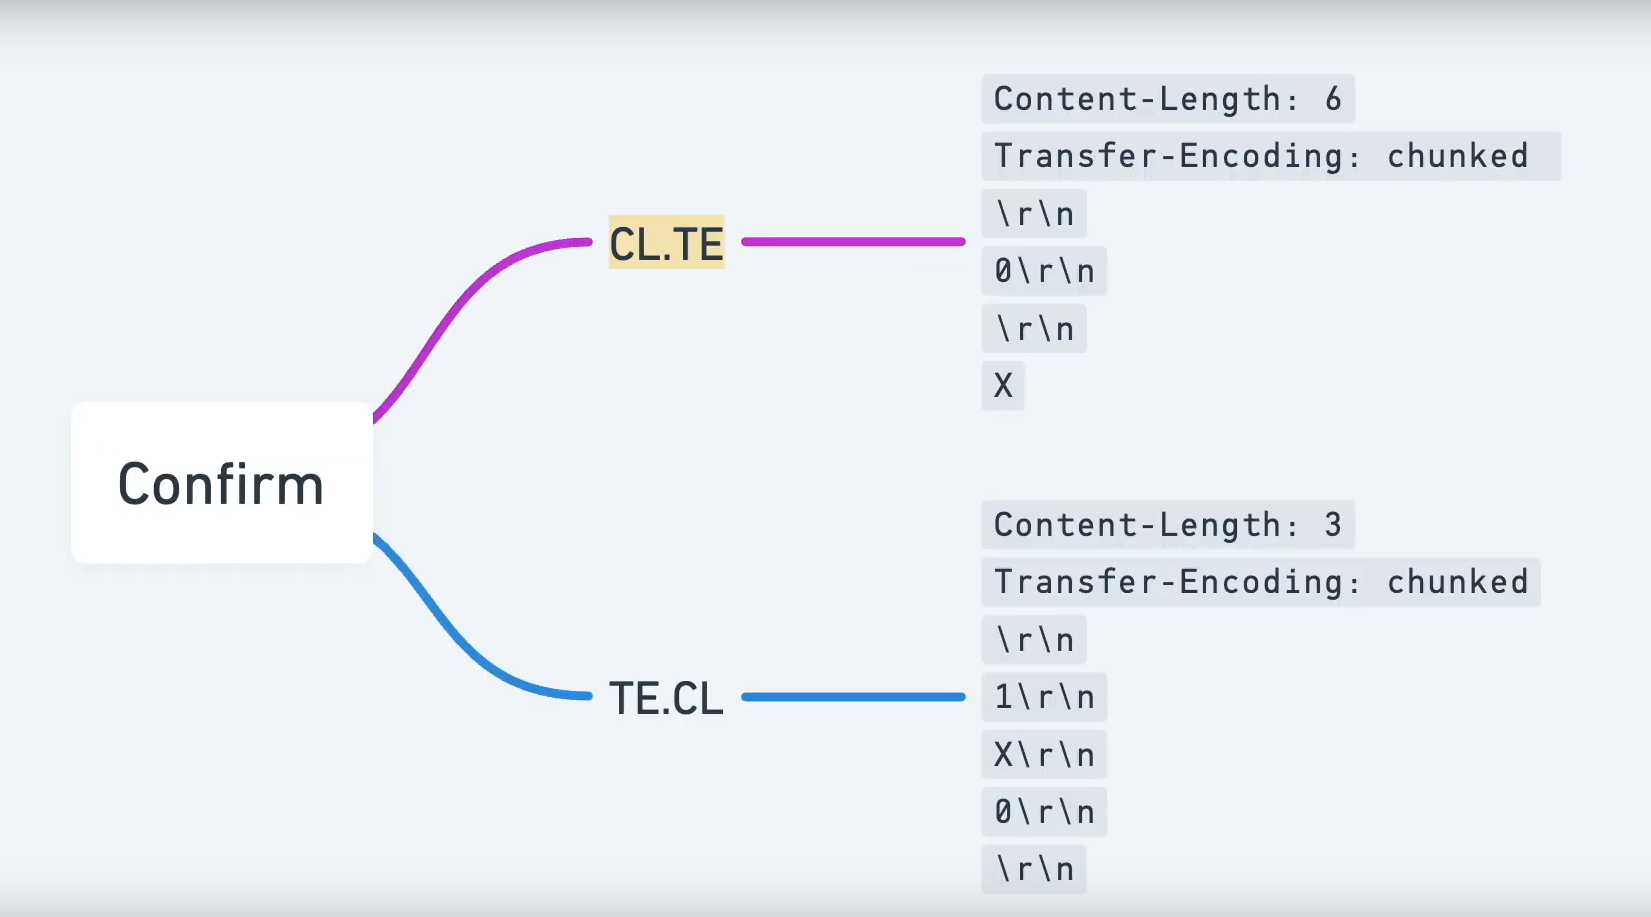 Confirm
CL.TE
Content-Length: 6
Transfer-Encoding: chunked
\r\n
0\r\n
\r\n
X
TE.CL
Content-Length: 3
Transfer-Encoding: chunked
\r\n
1\r\n
X\r\n
0\r\n
\r\n